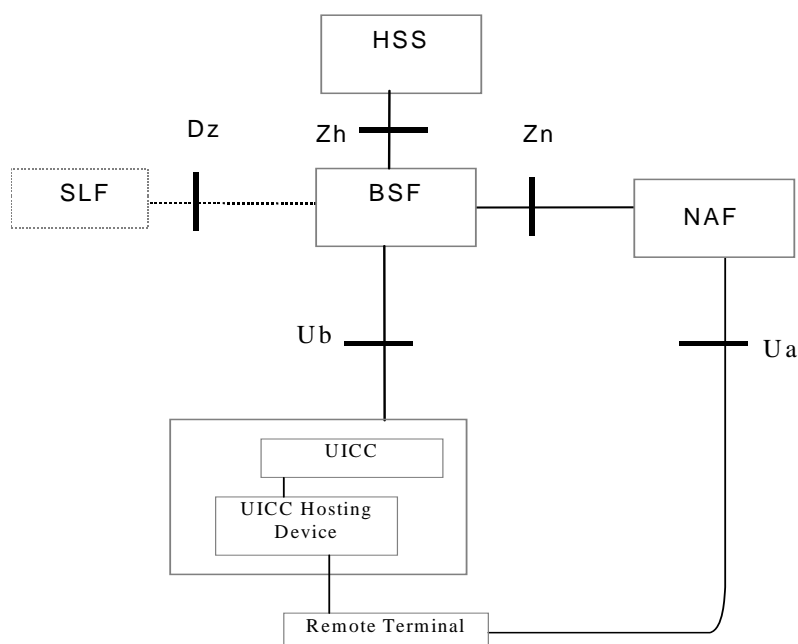 HSS
Dz
Zh
Zn
SLF
BSF
NAF
Ub
Ua
UICC
UICC Hosting
Device
Remote Terminal